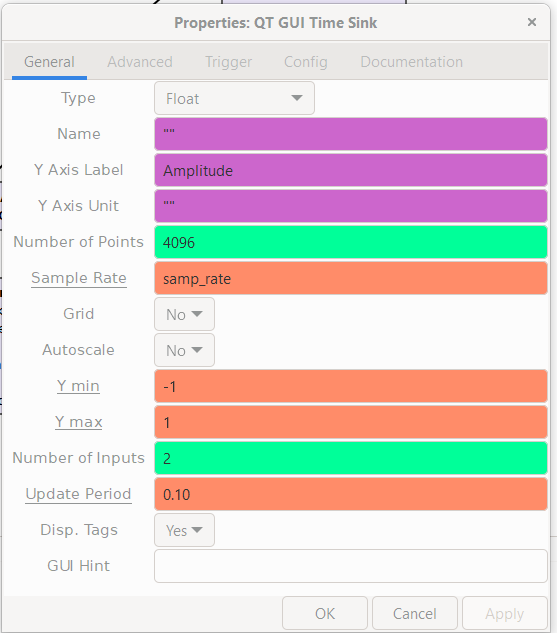 Properties: QT GUI Time Sink ×
General Advanced Trigger Config Documentation
Type Float
Name ""
Y Axis Label Amplitude
Y Axis Unit ""
Number of Points 4096
Sample Rate samp_rate
Grid No
Autoscale No
Y min -1
Y max 1
Number of Inputs 2
Update Period 0.10
Disp. Tags Yes
GUI Hint
OK Cancel Apply